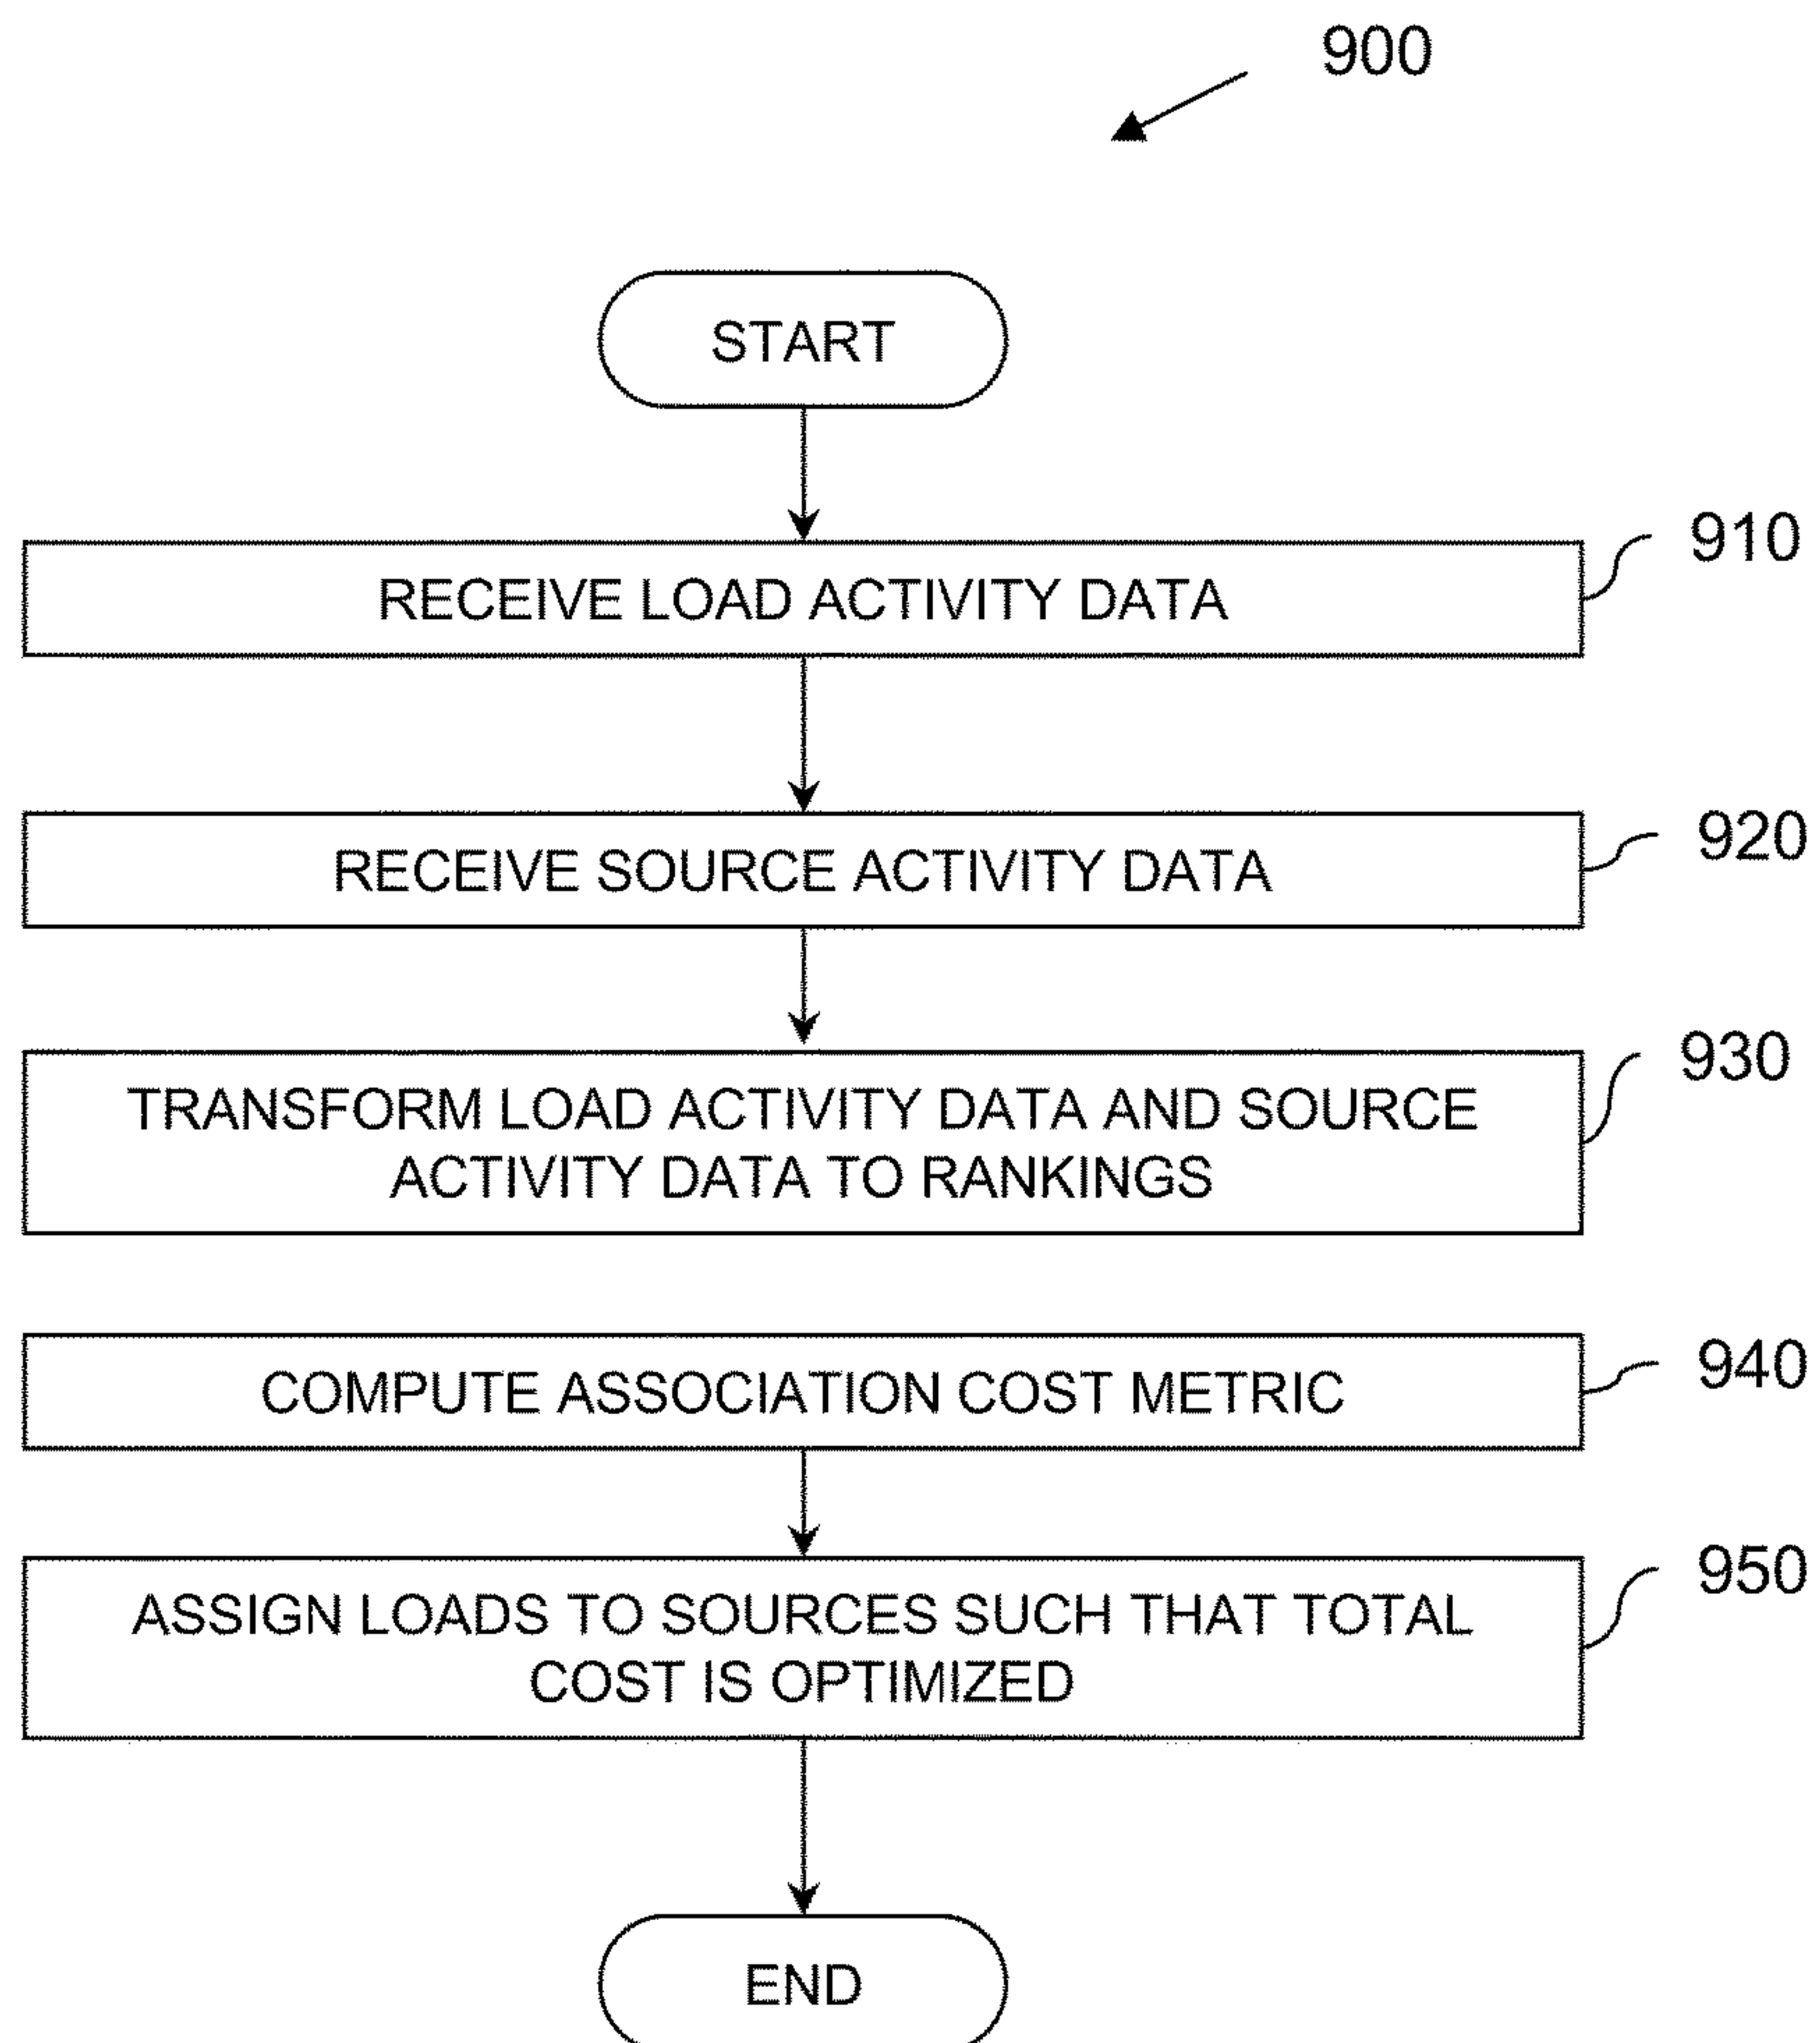 900
START
RECEIVE LOAD ACTIVITY DATA
910
RECEIVE SOURCE ACTIVITY DATA
920
TRANSFORM LOAD ACTIVITY DATA AND SOURCE
ACTIVITY DATA TO RANKINGS
930
COMPUTE ASSOCIATION COST METRIC
940
ASSIGN LOADS TO SOURCES SUCH THAT TOTAL
COST IS OPTIMIZED
950
END